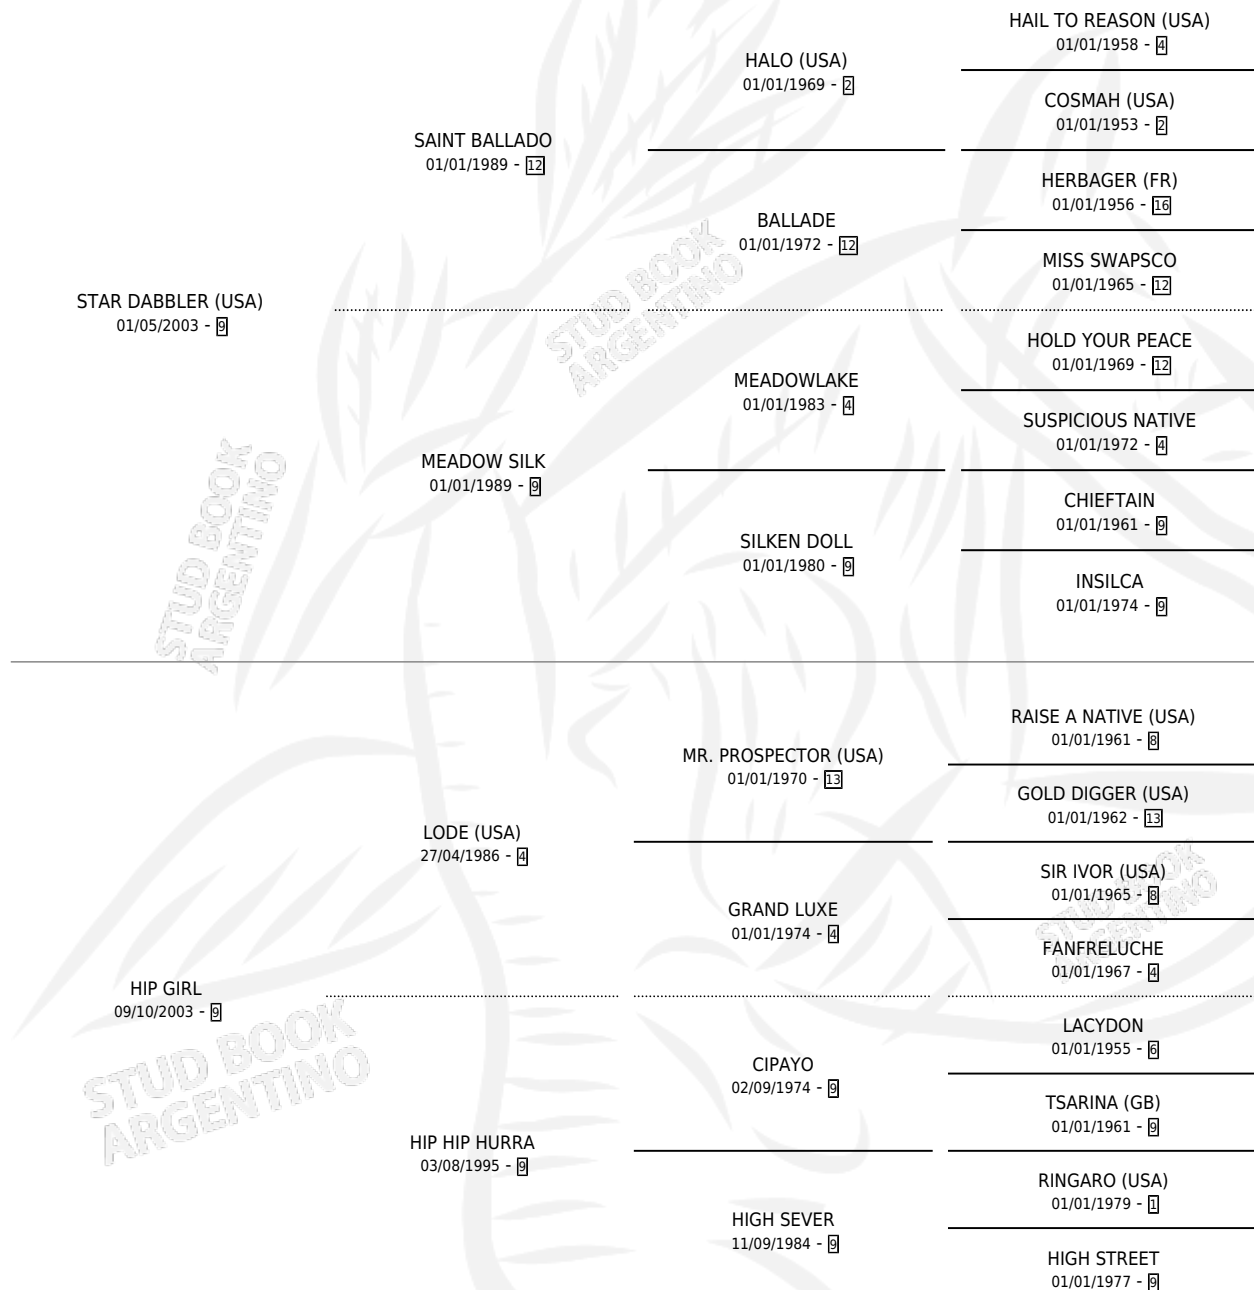 HAIL TO REASON (USA)
01/01/1958 - 4
HALO (USA)
01/01/1969 - 2
COSMAH (USA)
01/01/1953 - 2
SAINT BALLADO
01/01/1989 - 12
HERBAGER (FR)
01/01/1956 - 16
BALLADE
01/01/1972 - 12
MISS SWAPSCO
01/01/1965 - 12
STAR DABBLER (USA)
01/05/2003 - 9
STUD BOOK
ARGENTINO
HOLD YOUR PEACE
01/01/1969 - 12
MEADOWLAKE
01/01/1983 - 4
SUSPICIOUS NATIVE
01/01/1972 - 4
MEADOW SILK
01/01/1989 - 9
CHIEFTAIN
01/01/1961 - 9
SILKEN DOLL
01/01/1980 - 9
INSILCA
01/01/1974 - 9
STUD BOOK
ARGENTINO
RAISE A NATIVE (USA)
01/01/1961 - 8
MR. PROSPECTOR (USA)
01/01/1970 - 13
GOLD DIGGER (USA)
01/01/1962 - 13
LODE (USA)
27/04/1986 - 4
SIR IVOR (USA)
01/01/1965 - 8
STUD BOOK
ARGENTINO
GRAND LUXE
01/01/1974 - 4
FANFRELUCHE
01/01/1967 - 4
HIP GIRL
09/10/2003 - 9
STUD BOOK
ARGENTINO
LACYDON
01/01/1955 - 6
CIPAYO
02/09/1974 - 9
TSARINA (GB)
01/01/1961 - 9
HIP HIP HURRA
03/08/1995 - 9
RINGARO (USA)
01/01/1979 - 1
HIGH SEVER
11/09/1984 - 9
HIGH STREET
01/01/1977 - 9